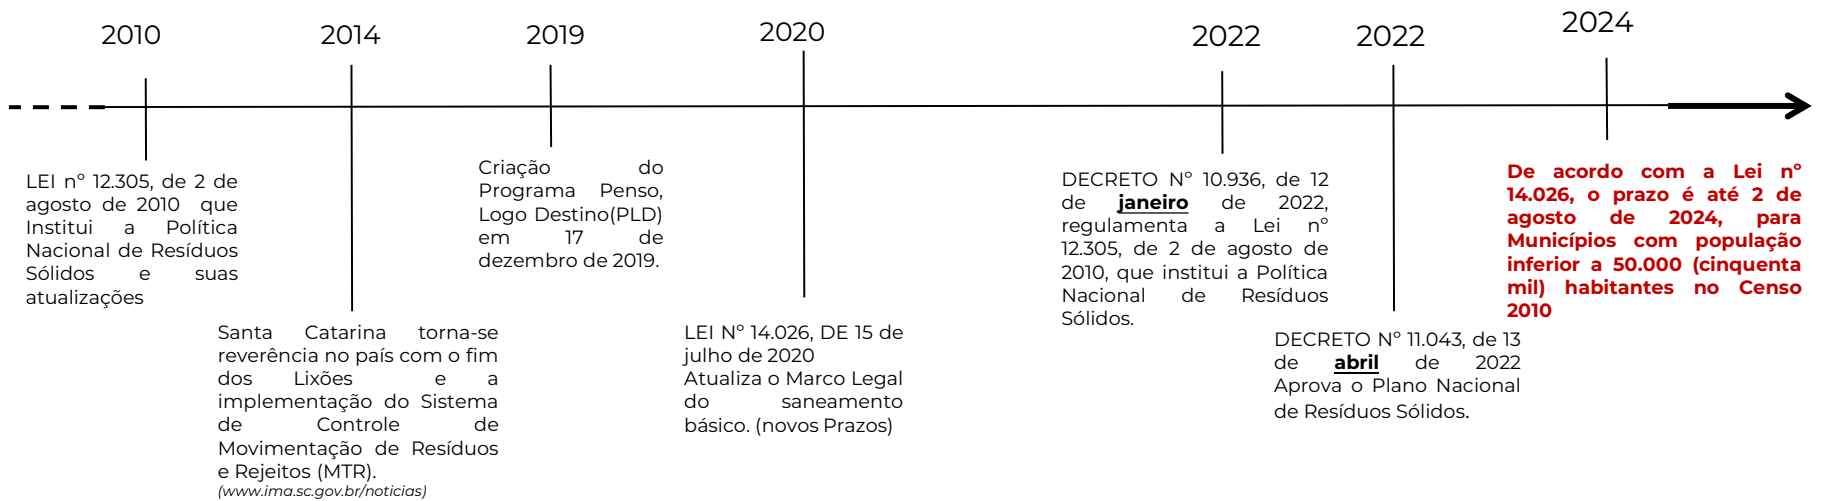 2010
LEI nº 12.305, de 2 de
agosto de 2010 que
Institui a Política
Nacional de Resíduos
Sólidos e suas
atualizações
2014
Santa Catarina torna-se
reverência no país com o fim
dos Lixões e a
implementação do Sistema
de Controle de
Movimentação de Resíduos
e Rejeitos (MTR).
(www.ima.sc.gov.br/noticias)
2019
Criação do
Programa Penso,
Logo Destino(PLD)
em 17 de
dezembro de 2019.
2020
LEI Nº 14.026, DE 15 de
julho de 2020
Atualiza o Marco Legal
do saneamento
básico. (novos Prazos)
2022
DECRETO Nº 10.936, de 12
de janeiro de 2022,
regulamenta a Lei nº
12.305, de 2 de agosto de
2010, que institui a Política
Nacional de Resíduos
Sólidos.
2022
DECRETO Nº 11.043, de 13
de abril de 2022
Aprova o Plano Nacional
de Resíduos Sólidos.
2024
De acordo com a Lei nº
14.026, o prazo é até 2 de
agosto de 2024, para
Municípios com população
inferior a 50.000 (cinquenta
mil) habitantes no Censo
2010